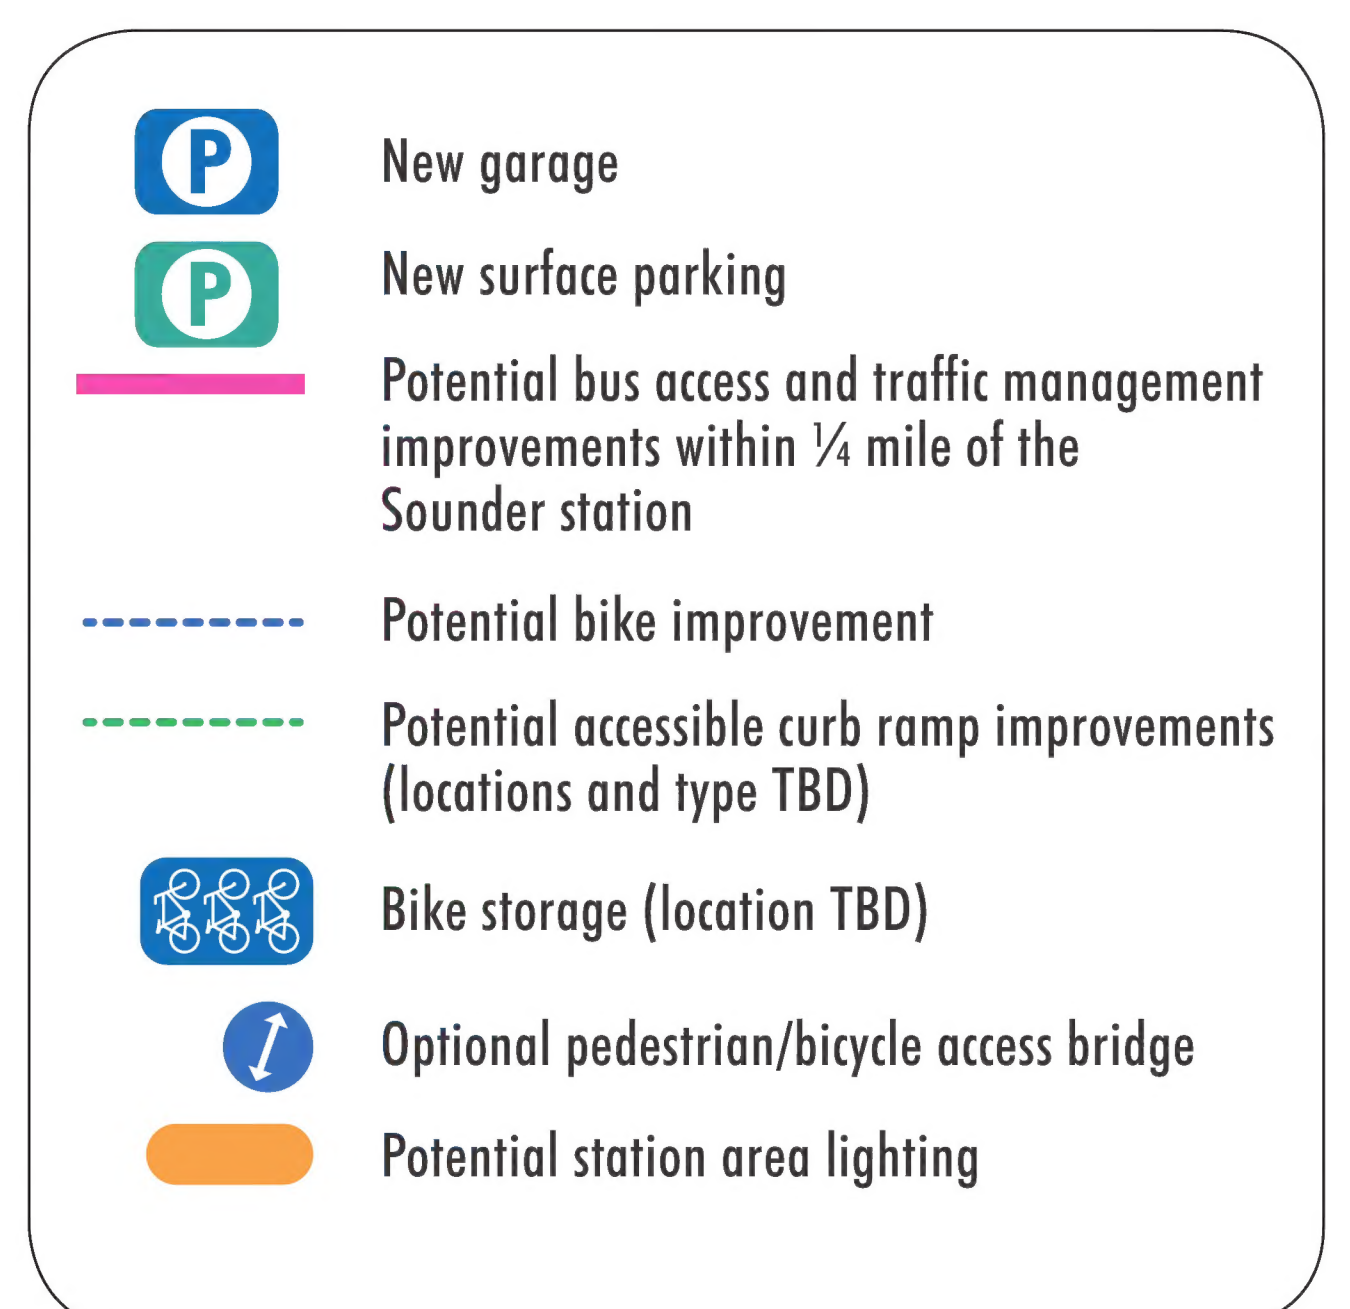 P
New garage
P
New surface parking
Potential bus access and traffic management
improvements within ¼ mile of the
Sounder station
Potential bike improvement
Potential accessible curb ramp improvements
(locations and type TBD)
Bike storage (location TBD)
Optional pedestrian/bicycle access bridge
Potential station area lighting